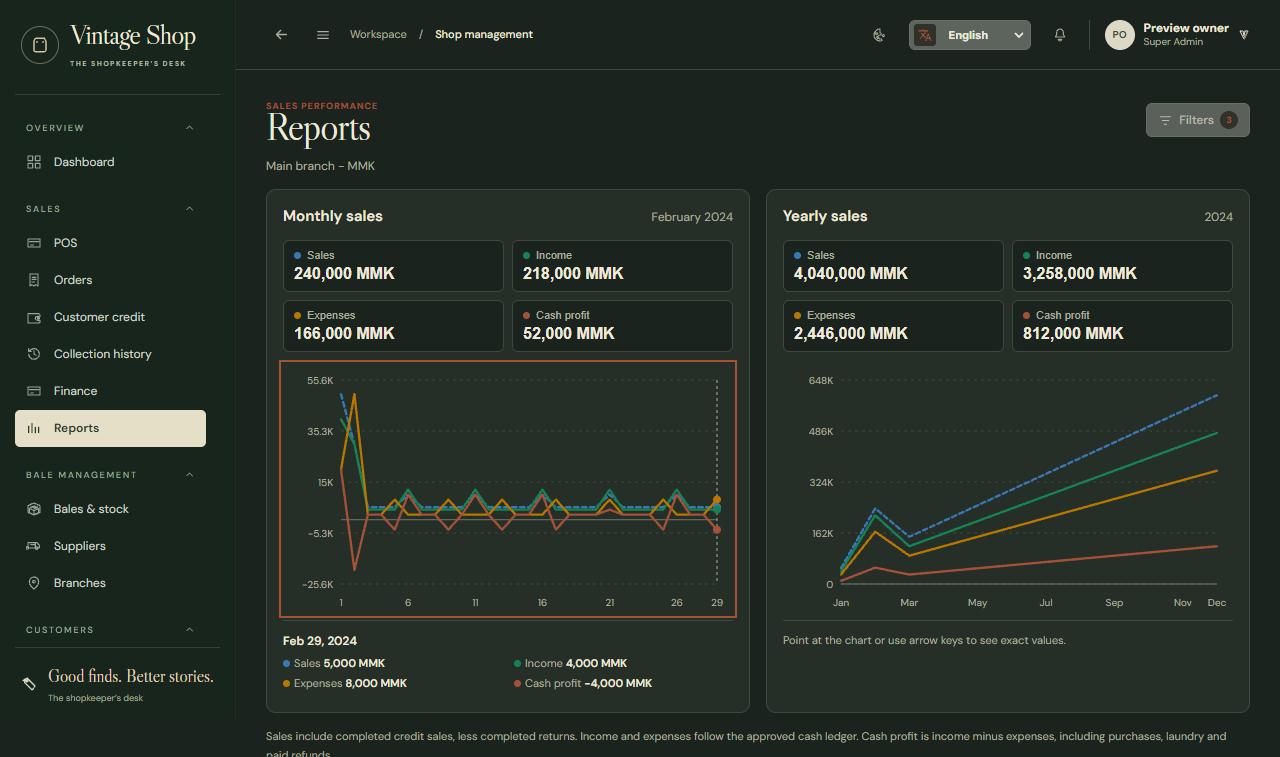 Vintage Shop
THE SHOPKEEPER'S DESK
OVERVIEW
Dashboard
SALES
POS
Orders
Customer credit
Collection history
Finance
Reports
BALE MANAGEMENT
Bales & stock
Suppliers
Branches
CUSTOMERS
Good finds. Better stories.
The shopkeeper's desk
Workspace / Shop management
English
PO
Preview owner
Super Admin
SALES PERFORMANCE
Reports
Main branch – MMK
Filters 3
Monthly sales
February 2024
Sales
240,000 MMK
Income
218,000 MMK
Expenses
166,000 MMK
Cash profit
52,000 MMK
55.6K
35.3K
15K
−5.3K
−25.6K
1 6 11 16 21 26 29
Feb 29, 2024
Sales 5,000 MMK
Income 4,000 MMK
Expenses 8,000 MMK
Cash profit −4,000 MMK
Yearly sales
2024
Sales
4,040,000 MMK
Income
3,258,000 MMK
Expenses
2,446,000 MMK
Cash profit
812,000 MMK
648K
486K
324K
162K
0
Jan Mar May Jul Sep Nov Dec
Point at the chart or use arrow keys to see exact values.
Sales include completed credit sales, less completed returns. Income and expenses follow the approved cash ledger. Cash profit is income minus expenses, including purchases, laundry and
paid refunds.